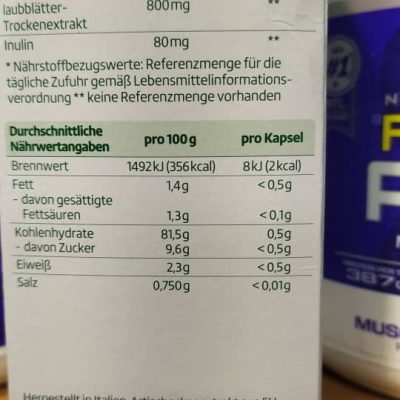 laubblätter- 800mg **
Trockenextrakt
Inulin 80mg **
* Nährstoffbezugswerte: Referenzmenge für die
tägliche Zufuhr gemäß Lebensmittelinformations-
verordnung ** keine Referenzmenge vorhanden
Durchschnittliche
Nährwertangaben pro 100g pro Kapsel
Brennwert 1492kJ (356kcal) 8kJ (2kcal)
Fett 1,4g <0,5g
- davon gesättigte
Fettsäuren 1,3g <0,1g
Kohlenhydrate 81,5g 0,5g
- davon Zucker 9,6g <0,5g
Eiweiß 2,3g <0,5g
Salz 0,750g <0,01g
#1
387
MUS